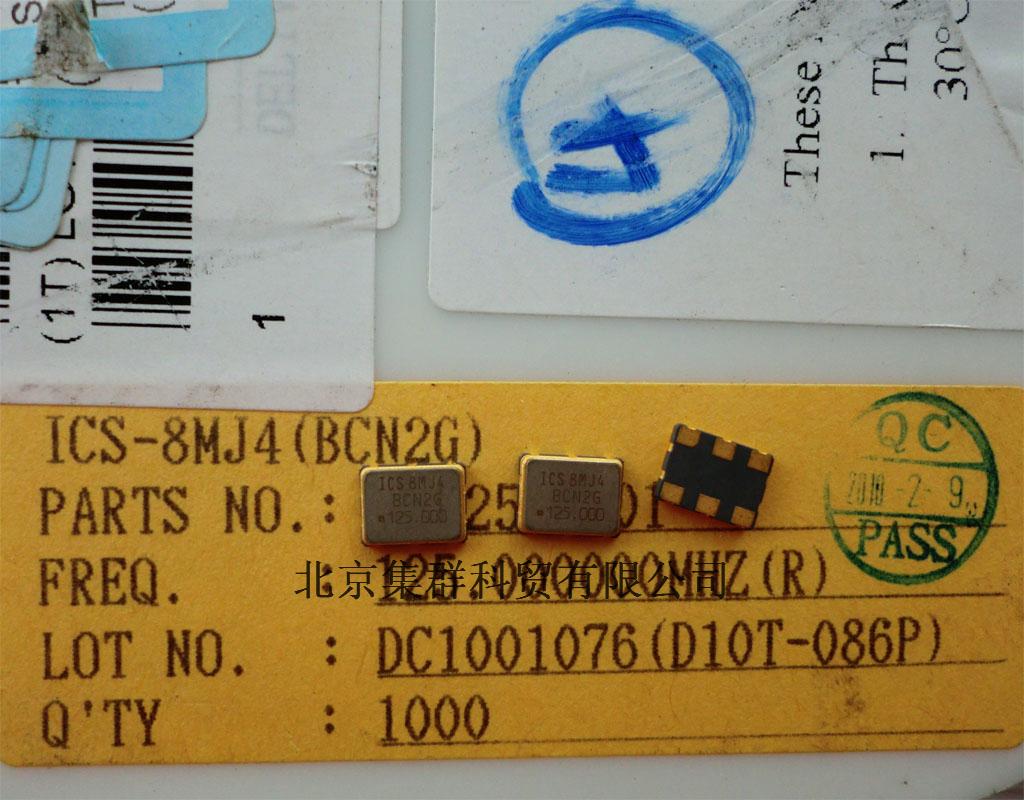 (1T)
1
These
1. Th
30°C
ICS-8MJ4(BCN2G)
PARTS NO.:
FREQ. : 125.000000MHZ(R)
LOT NO. : DC1001076(D10T-086P)
Q'TY : 1000
ICS 8MJ4
BCN2G
125.000
ICS 8MJ4
BCN2G
125.000
QC
2010-2-9
PASS
北京集群科贸有限公司